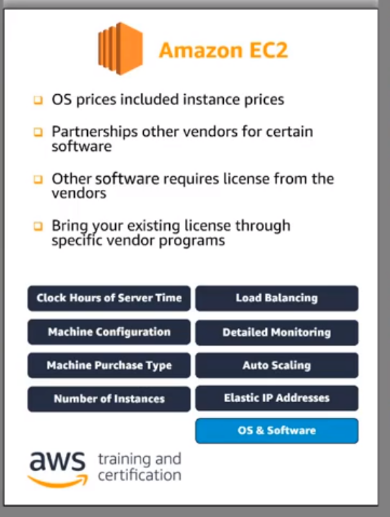 Amazon EC2
OS prices included instance prices
Partnerships other vendors for certain
software
Other software requires license from the
vendors
Bring your existing license through
specific vendor programs
Clock Hours of Server Time
Load Balancing
Machine Configuration
Detailed Monitoring
Machine Purchase Type
Auto Scaling
Number of Instances
Elastic IP Addresses
OS & Software
aws training and
certification